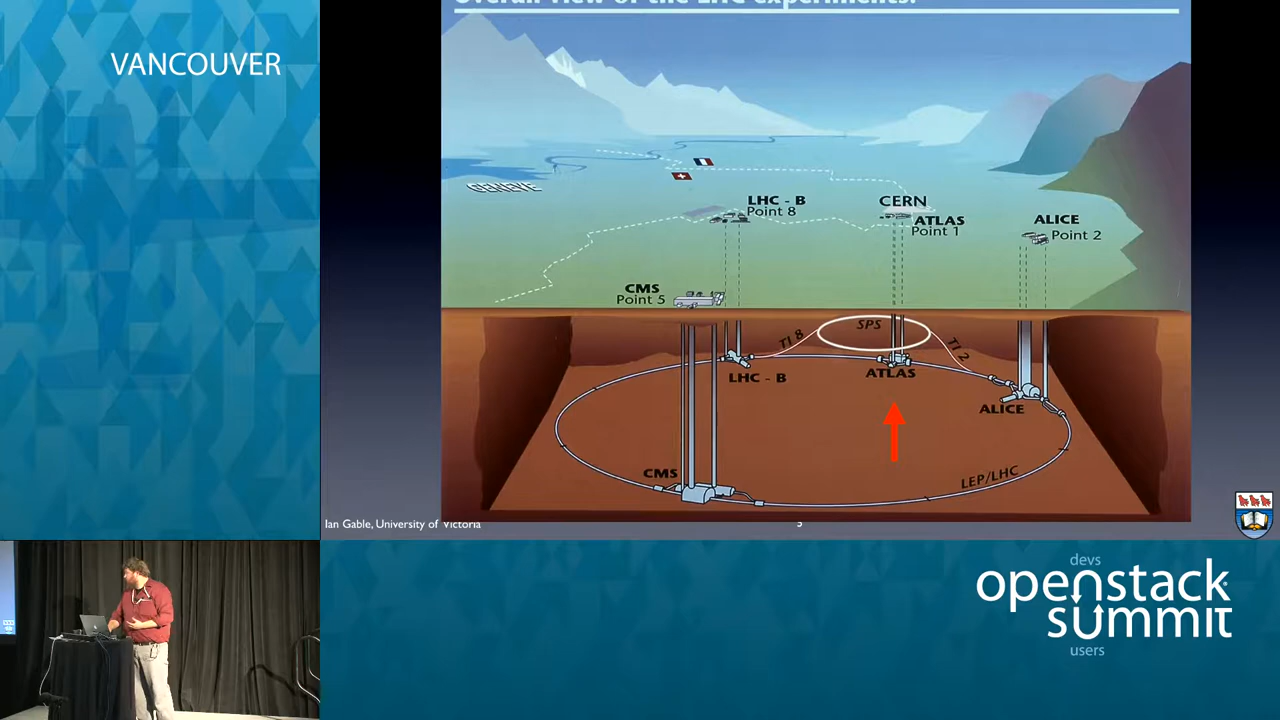 VANCOUVER
Overall view of the LHC experiments.
GENEVE
LHC - B
Point 8
CERN
ATLAS
Point 1
ALICE
Point 2
CMS
Point 5
SPS
TI 8
TI 2
LHC - B
ATLAS
ALICE
CMS
LEP/LHC
Ian Gable, University of Victoria
5
devs
openstack
summit
users